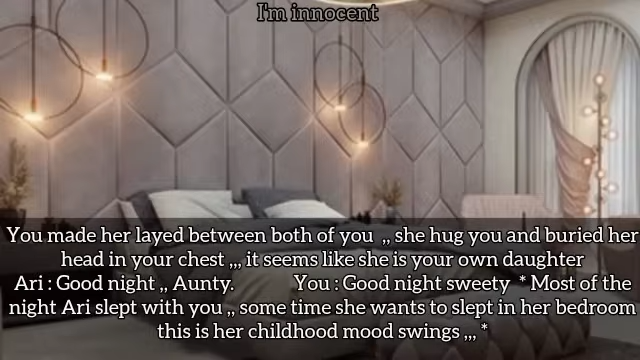 I'm innocent
You made her layed between both of you ,, she hug you and buried her
head in your chest ,,, it seems like she is your own daughter
Ari : Good night ,, Aunty. You : Good night sweety * Most of the
night Ari slept with you ,, some time she wants to slept in her bedroom
this is her childhood mood swings ,,, *